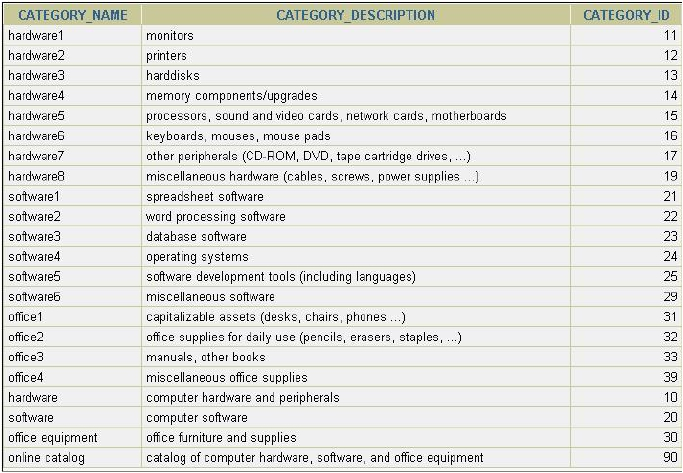 CATEGORY_NAME CATEGORY_DESCRIPTION CATEGORY_ID
hardware1 monitors 11
hardware2 printers 12
hardware3 harddisks 13
hardware4 memory components/upgrades 14
hardware5 processors, sound and video cards, network cards, motherboards 15
hardware6 keyboards, mouses, mouse pads 16
hardware7 other peripherals (CD-ROM, DVD, tape cartridge drives, ...) 17
hardware8 miscellaneous hardware (cables, screws, power supplies ...) 19
software1 spreadsheet software 21
software2 word processing software 22
software3 database software 23
software4 operating systems 24
software5 software development tools (including languages) 25
software6 miscellaneous software 29
office1 capitalizable assets (desks, chairs, phones ...) 31
office2 office supplies for daily use (pencils, erasers, staples, ...) 32
office3 manuals, other books 33
office4 miscellaneous office supplies 39
hardware computer hardware and peripherals 10
software computer software 20
office equipment office furniture and supplies 30
online catalog catalog of computer hardware, software, and office equipment 90